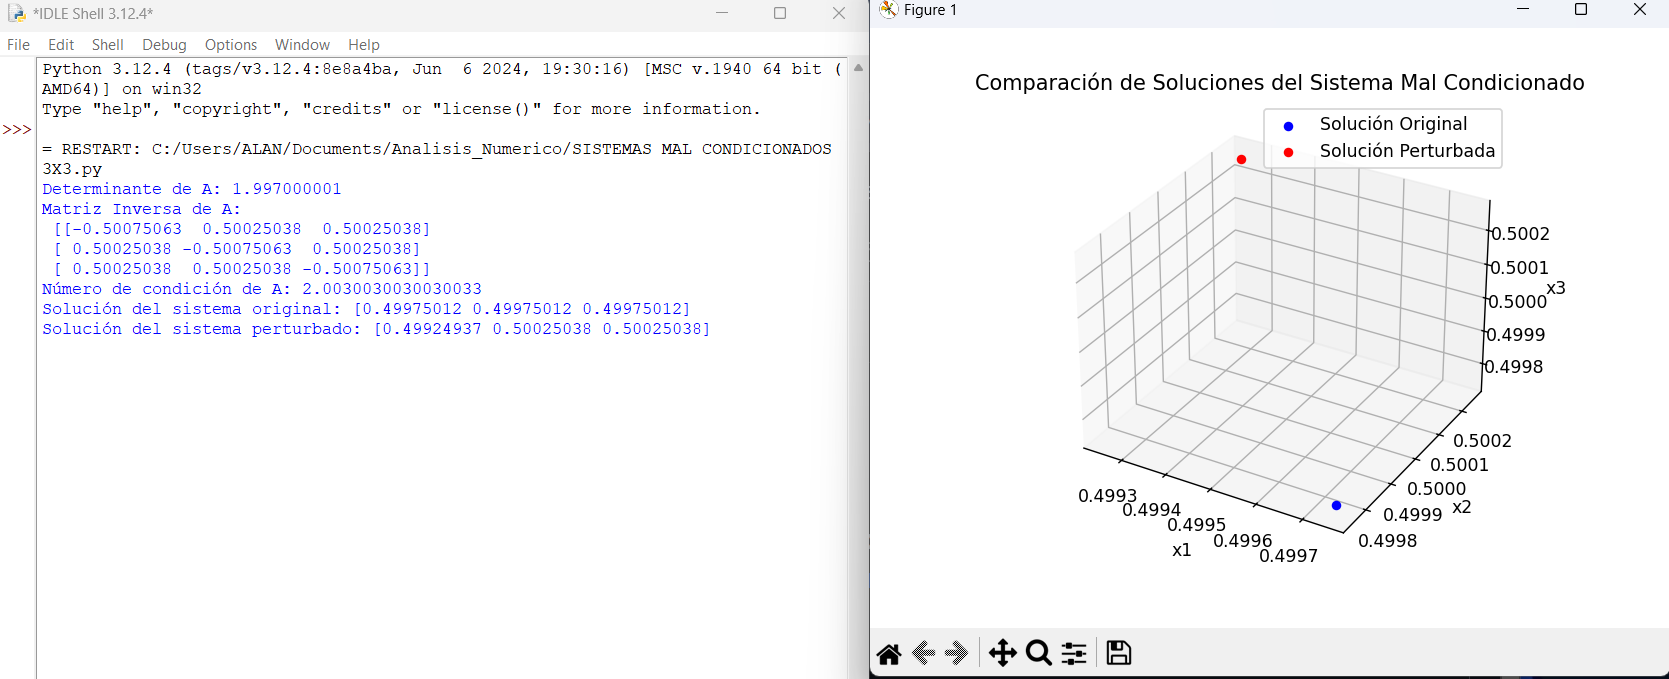 *IDLE Shell 3.12.4*
File Edit Shell Debug Options Window Help
Python 3.12.4 (tags/v3.12.4:8e8a4ba, Jun  6 2024, 19:30:16) [MSC v.1940 64 bit (
AMD64)] on win32
Type "help", "copyright", "credits" or "license()" for more information.
>>>
= RESTART: C:/Users/ALAN/Documents/Analisis_Numerico/SISTEMAS MAL CONDICIONADOS
3X3.py
Determinante de A: 1.997000001
Matriz Inversa de A:
[[-0.50075063  0.50025038  0.50025038]
[ 0.50025038 -0.50075063  0.50025038]
[ 0.50025038  0.50025038 -0.50075063]]
Número de condición de A: 2.0030030030030033
Solución del sistema original: [0.49975012 0.49975012 0.49975012]
Solución del sistema perturbado: [0.49924937 0.50025038 0.50025038]
Figure 1
Comparación de Soluciones del Sistema Mal Condicionado
Solución Original
Solución Perturbada
0.5002
0.5001
x3
0.5000
0.4999
0.4998
0.5002
0.5001
0.5000
x2
0.4999
0.4998
0.4993
0.4994
0.4995
0.4996
0.4997
x1